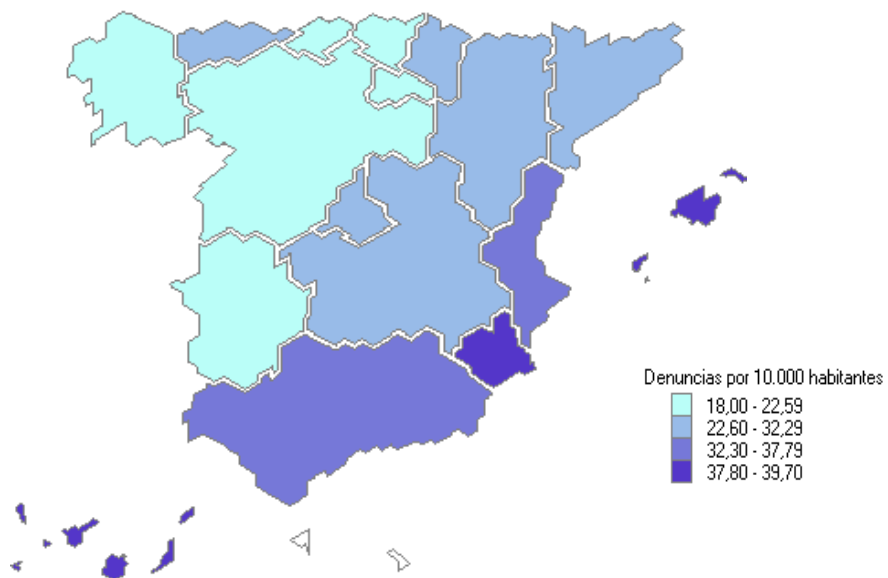 Denuncias por 10.000 habitantes
18,00 - 22,59
22,60 - 32,29
32,30 - 37,79
37,80 - 39,70